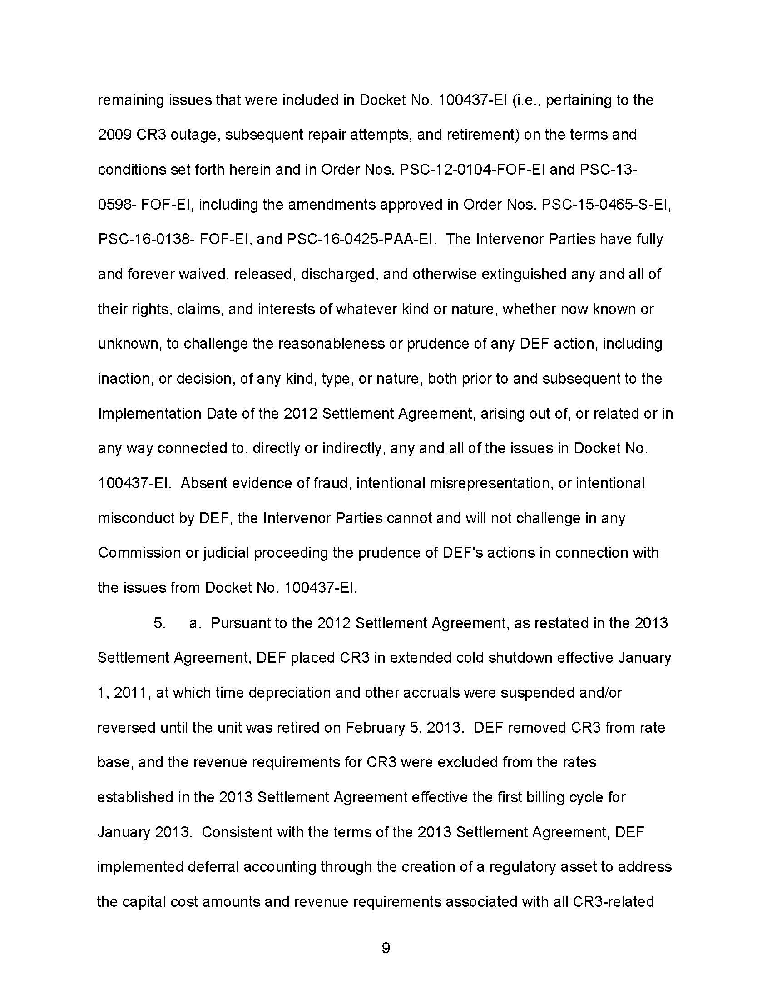 remaining issues that were included in Docket No. 100437-EI (i.e., pertaining to the
2009 CR3 outage, subsequent repair attempts, and retirement) on the terms and
conditions set forth herein and in Order Nos. PSC-12-0104-FOF-EI and PSC-13-
0598- FOF-EI, including the amendments approved in Order Nos. PSC-15-0465-S-EI,
PSC-16-0138- FOF-EI, and PSC-16-0425-PAA-EI.  The Intervenor Parties have fully
and forever waived, released, discharged, and otherwise extinguished any and all of
their rights, claims, and interests of whatever kind or nature, whether now known or
unknown, to challenge the reasonableness or prudence of any DEF action, including
inaction, or decision, of any kind, type, or nature, both prior to and subsequent to the
Implementation Date of the 2012 Settlement Agreement, arising out of, or related or in
any way connected to, directly or indirectly, any and all of the issues in Docket No.
100437-EI.  Absent evidence of fraud, intentional misrepresentation, or intentional
misconduct by DEF, the Intervenor Parties cannot and will not challenge in any
Commission or judicial proceeding the prudence of DEF's actions in connection with
the issues from Docket No. 100437-EI.
5. a. Pursuant to the 2012 Settlement Agreement, as restated in the 2013
Settlement Agreement, DEF placed CR3 in extended cold shutdown effective January
1, 2011, at which time depreciation and other accruals were suspended and/or
reversed until the unit was retired on February 5, 2013.  DEF removed CR3 from rate
base, and the revenue requirements for CR3 were excluded from the rates
established in the 2013 Settlement Agreement effective the first billing cycle for
January 2013.  Consistent with the terms of the 2013 Settlement Agreement, DEF
implemented deferral accounting through the creation of a regulatory asset to address
the capital cost amounts and revenue requirements associated with all CR3-related
9